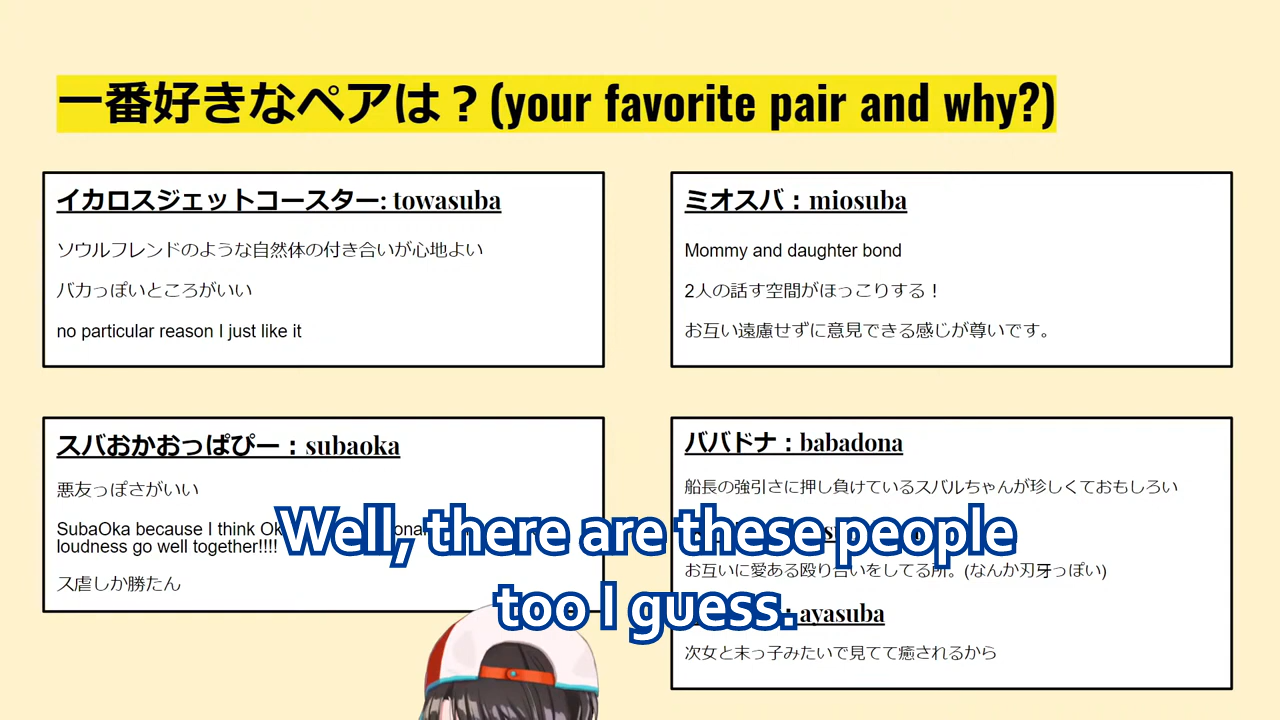 一番好きなペアは？(your favorite pair and why?)
イカロスジェットコースター: towasuba
ソウルフレンドのような自然体の付き合いが心地よい
バカっぽいところがいい
no particular reason I just like it
ミオスバ：miosuba
Mommy and daughter bond
2人の話す空間がほっこりする！
お互い遠慮せずに意見できる感じが尊いです。
スバおかおっぱぴー：subaoka
悪友っぽさがいい
SubaOka because I think
loudness go well together!!!!
ス虐しか勝たん
ババドナ：babadona
船長の強引さに押し負けているスバルちゃんが珍しくておもしろい
お互いに愛ある殴り合いをしてる所。(なんか刃牙っぽい)
ayasuba
次女と末っ子みたいで見てて癒されるから
Well, there are these people
too I guess.